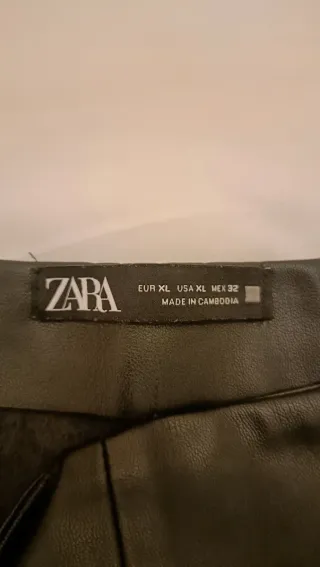 ZARA
EUR XL USA XL MEX 32
MADE IN CAMBODIA